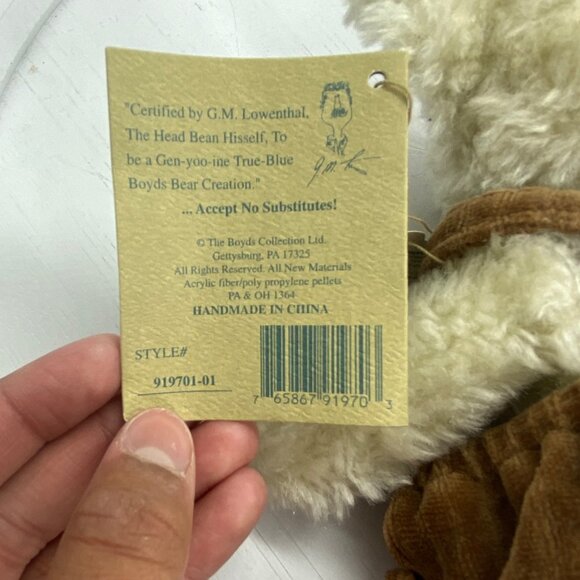 "Certified by G.M. Lowenthal,
The Head Bean Hisself, To
be a Gen-yoo-ine True-Blue
Boyds Bear Creation."
... Accept No Substitutes!
© The Boyds Collection Ltd.
Gettysburg, PA 17325
All Rights Reserved. All New Materials
Acrylic fiber/poly propylene pellets
PA & OH 1364
HANDMADE IN CHINA
STYLE#
919701-01
7 65867 91970 3